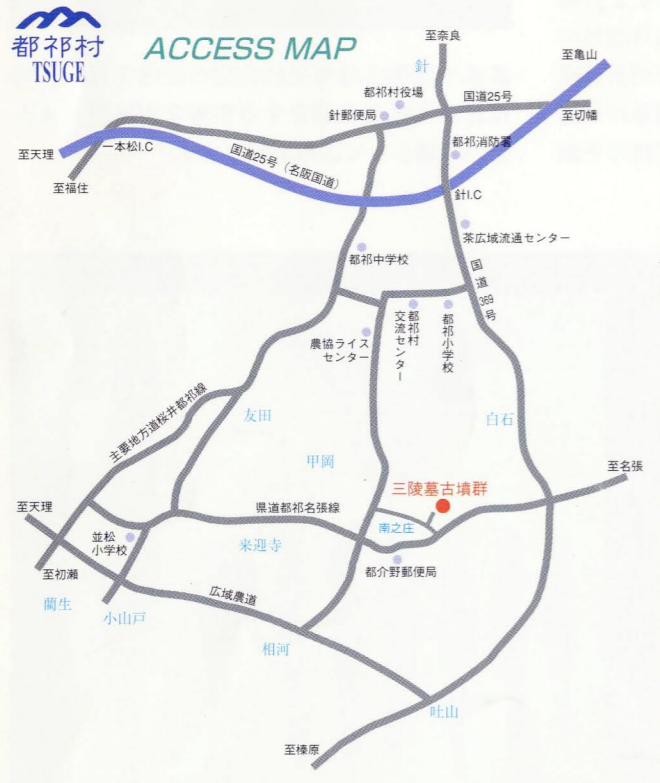 都祁村
TSUGE
ACCESS MAP
至奈良
針
至亀山
都祁村役場
国道25号
針郵便局
至切幡
都祁消防署
一本松I.C
国道25号（名阪国道）
至天理
至福住
針I.C
茶広域流通センター
都祁中学校
国道369号
農協ライス
センター
都祁村
交流センター
都祁小学校
主要地方道桜井都祁線
友田
白石
甲岡
至名張
三陵墓古墳群
至天理
県道都祁名張線
南之庄
並松
小学校
来迎寺
都介野郵便局
至初瀬
広域農道
藺生
小山戸
相河
吐山
至榛原